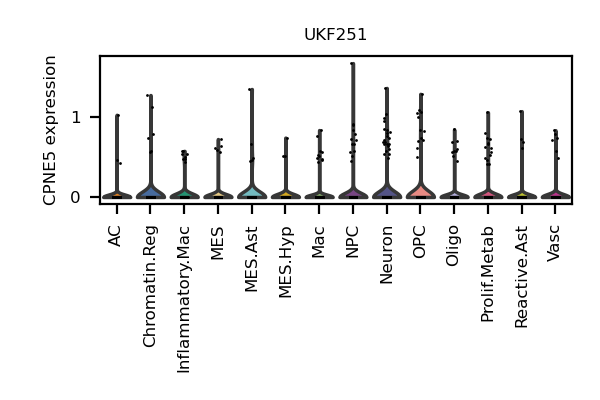 UKF251
CPNE5 expression
1
0
AC
Chromatin.Reg
Inflammatory.Mac
MES
MES.Ast
MES.Hyp
Mac
NPC
Neuron
OPC
Oligo
Prolif.Metab
Reactive.Ast
Vasc